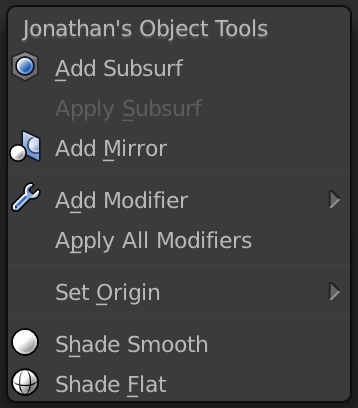 Jonathan's Object Tools
Add Subsurf
Apply Subsurf
Add Mirror
Add Modifier
Apply All Modifiers
Set Origin
Shade Smooth
Shade Flat